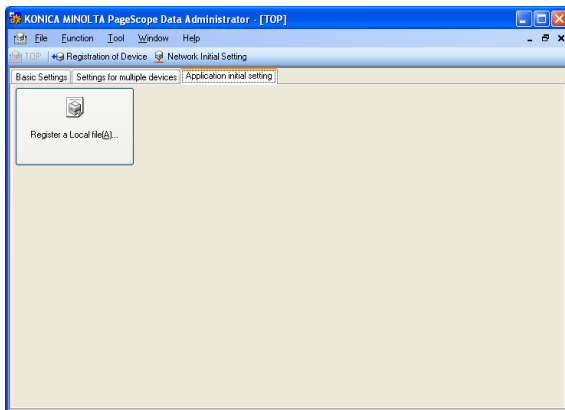 KONICA MINOLTA PageScope Data Administrator - [TOP]
File Function Tool Window Help
TOP Registration of Device Network Initial Setting
Basic Settings Settings for multiple devices Application initial setting
Register a Local file(A)...